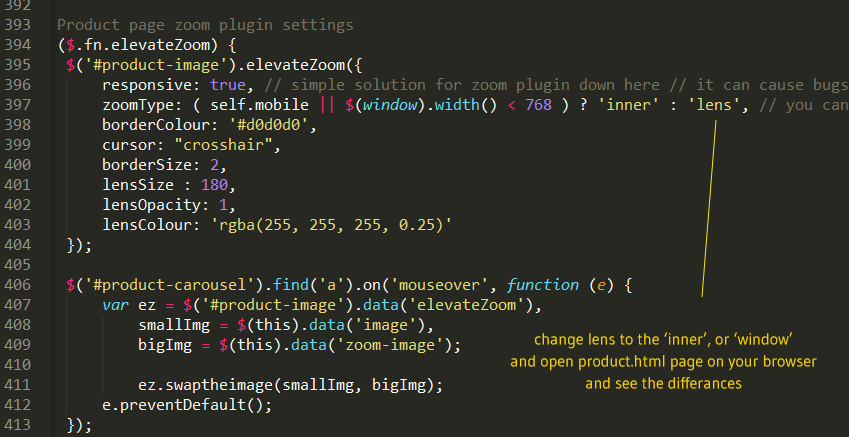 392
393 Product page zoom plugin settings
394 ($.fn.elevateZoom) {
395 $('#product-image').elevateZoom({
396 responsive: true, // simple solution for zoom plugin down here // it can cause bugs
397 zoomType: ( self.mobile || $(window).width() < 768 ) ? 'inner' : 'lens', // you can
398 borderColour: '#d0d0d0',
399 cursor: "crosshair",
400 borderSize: 2,
401 lensSize : 180,
402 lensOpacity: 1,
403 lensColour: 'rgba(255, 255, 255, 0.25)'
404 });
405
406 $('#product-carousel').find('a').on('mouseover', function (e) {
407 var ez = $('#product-image').data('elevateZoom'),
408 smallImg = $(this).data('image'),
409 bigImg = $(this).data('zoom-image');
410
411 ez.swaptheimage(smallImg, bigImg);
412 e.preventDefault();
413 });
change lens to the 'inner', or 'window'
and open product.html page on your browser
and see the differances